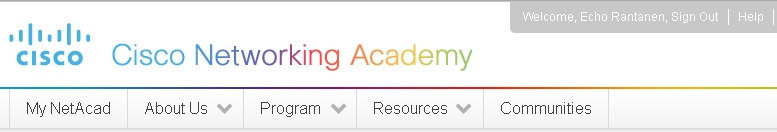 Welcome, Echo Rantanen, Sign Out | Help |
CISCO
Cisco Networking Academy
My NetAcad About Us Program Resources Communities